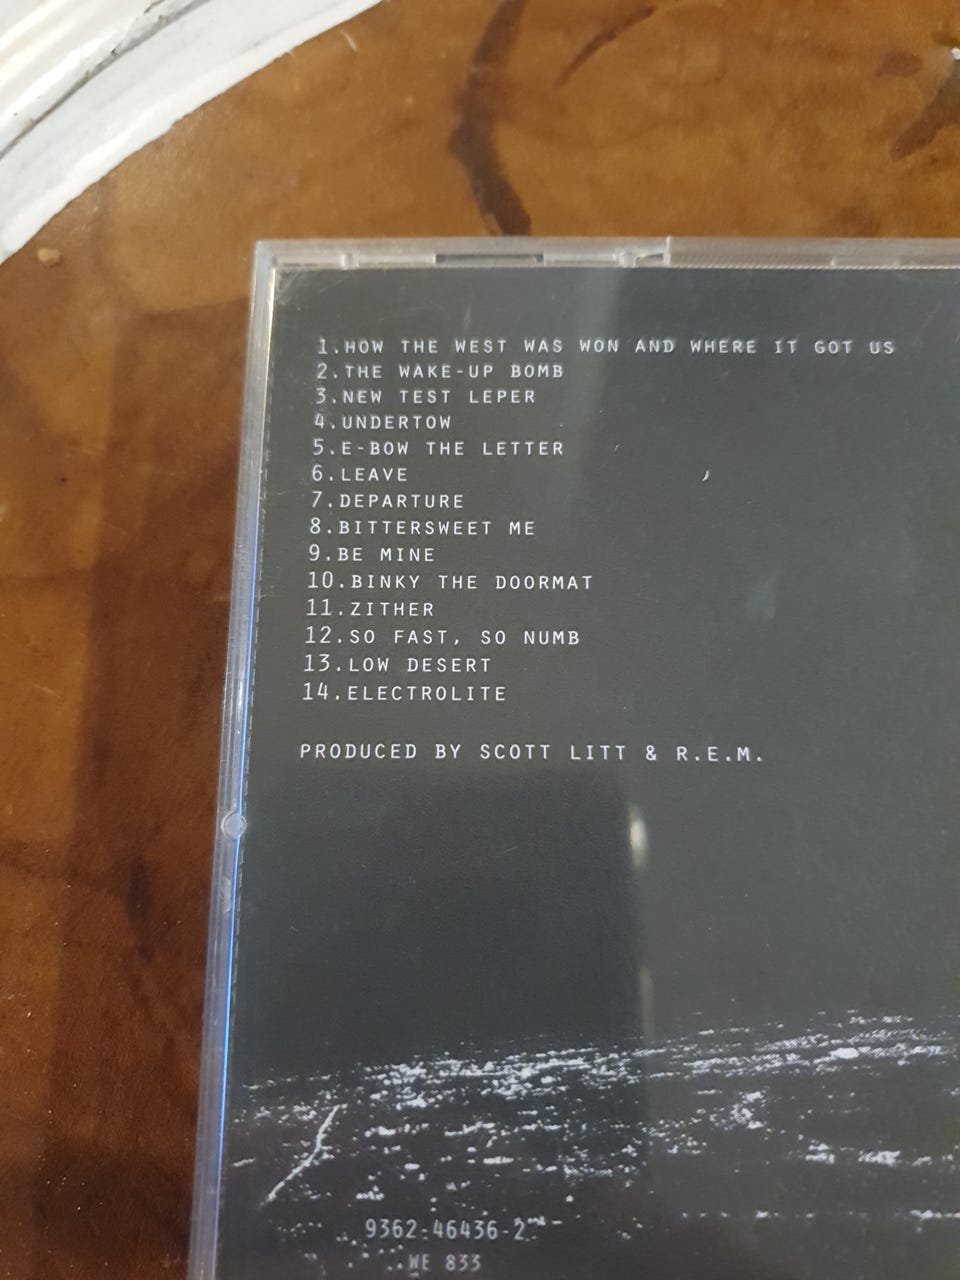 1.HOW THE WEST WAS WON AND WHERE IT GOT US
2.THE WAKE-UP BOMB
3.NEW TEST LEPER
4.UNDERTOW
5.E-BOW THE LETTER
6.LEAVE
7.DEPARTURE
8.BITTERSWEET ME
9.BE MINE
10.BINKY THE DOORMAT
11.ZITHER
12.SO FAST, SO NUMB
13.LOW DESERT
14.ELECTROLITE
PRODUCED BY SCOTT LITT & R.E.M.
9362-46436-2
WE 833